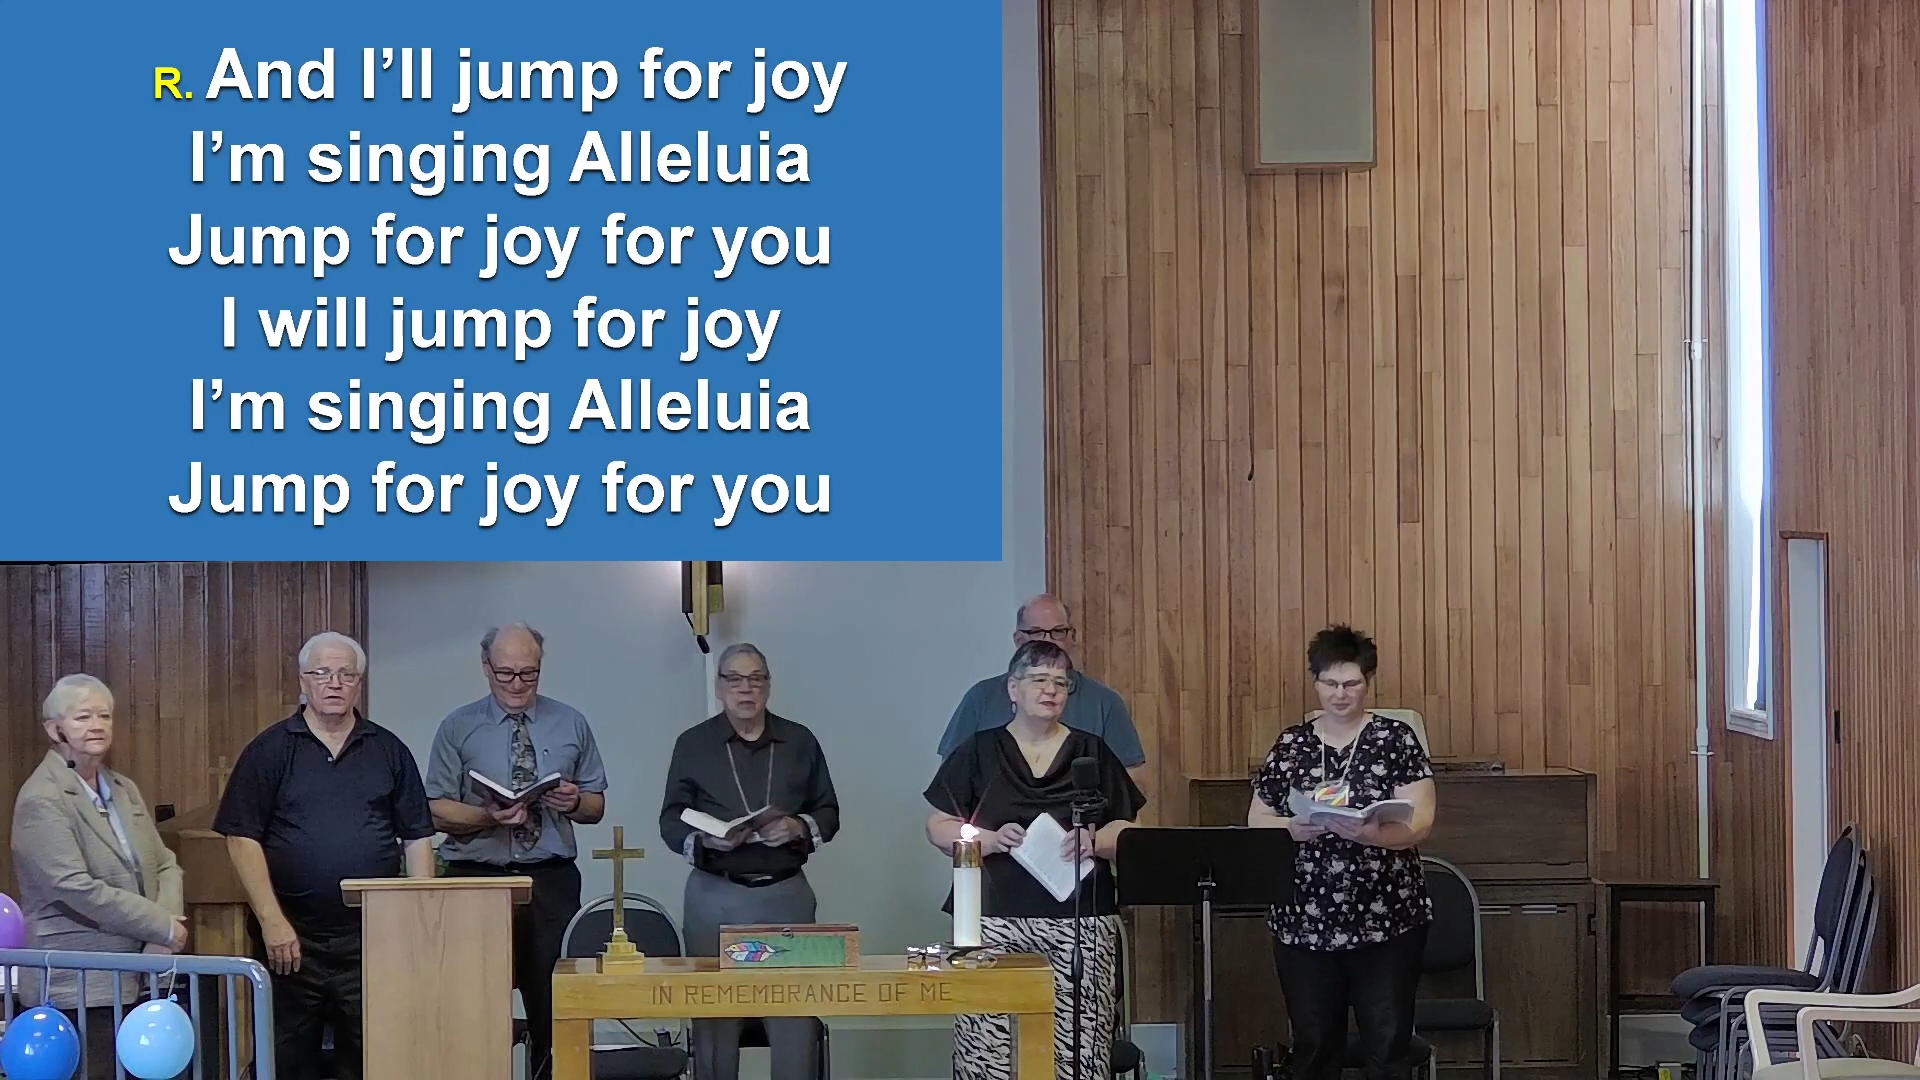 R. And I’ll jump for joy
I’m singing Alleluia
Jump for joy for you
I will jump for joy
I’m singing Alleluia
Jump for joy for you
IN REMEMBRANCE OF ME